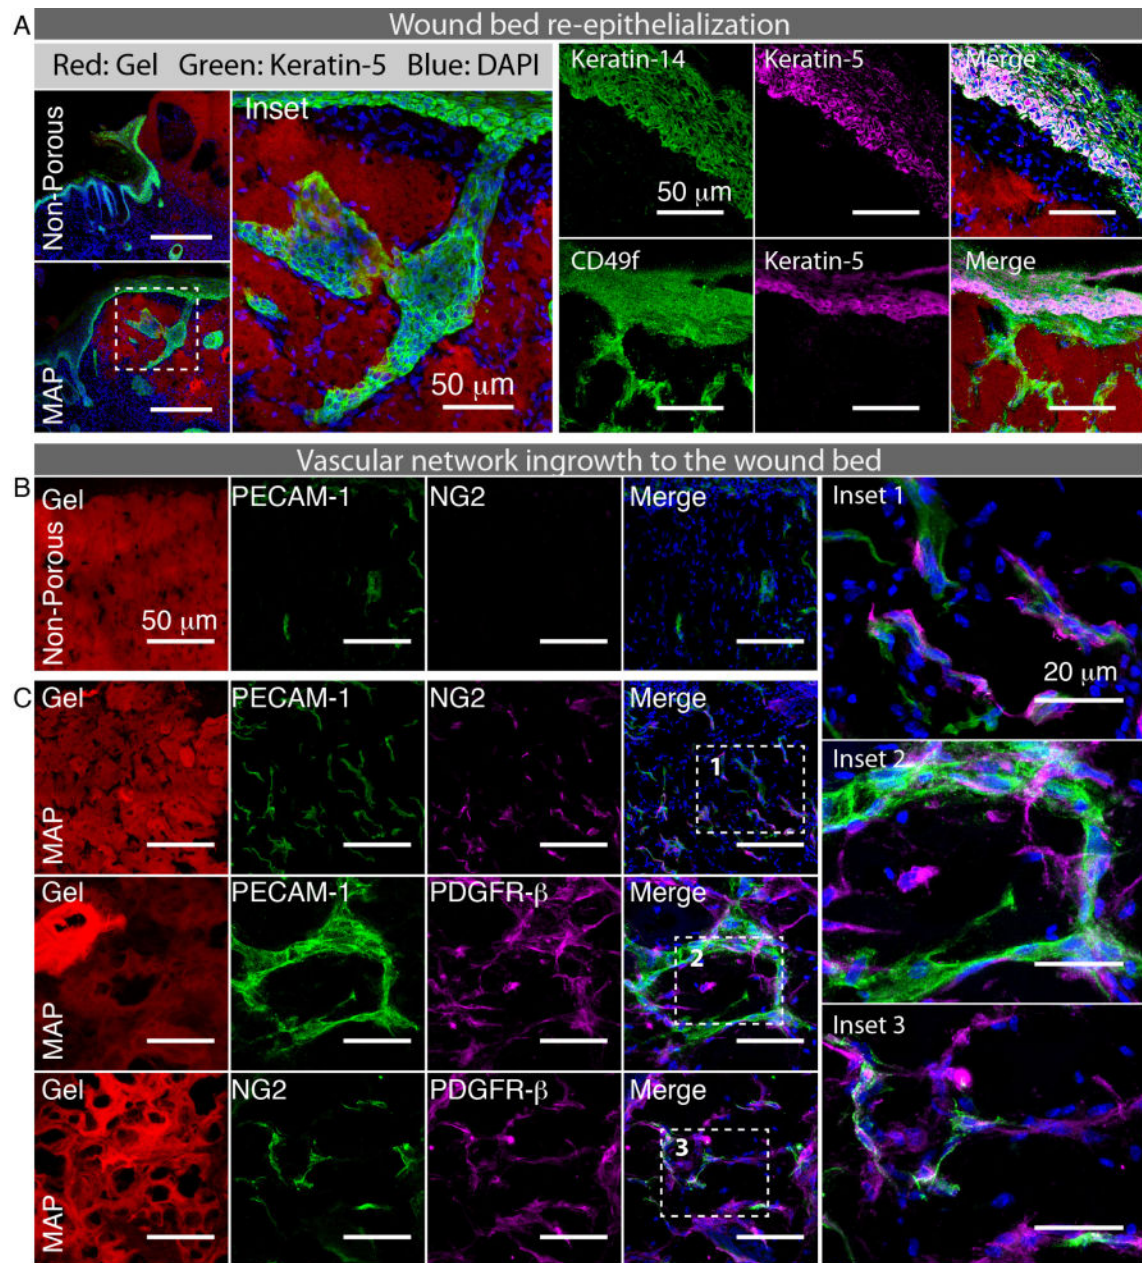 A
Wound bed re-epithelialization
Red: Gel Green: Keratin-5 Blue: DAPI
Non-Porous
MAP
Inset
50 μm
Keratin-14
50 μm
Keratin-5
Merge
CD49f
Keratin-5
Merge
Vascular network ingrowth to the wound bed
B
Non-Porous
Gel
50 μm
PECAM-1
NG2
Merge
C
MAP
Gel
PECAM-1
NG2
Merge
1
MAP
Gel
PECAM-1
PDGFR-β
Merge
2
MAP
Gel
NG2
PDGFR-β
Merge
3
Inset 1
20 μm
Inset 2
Inset 3